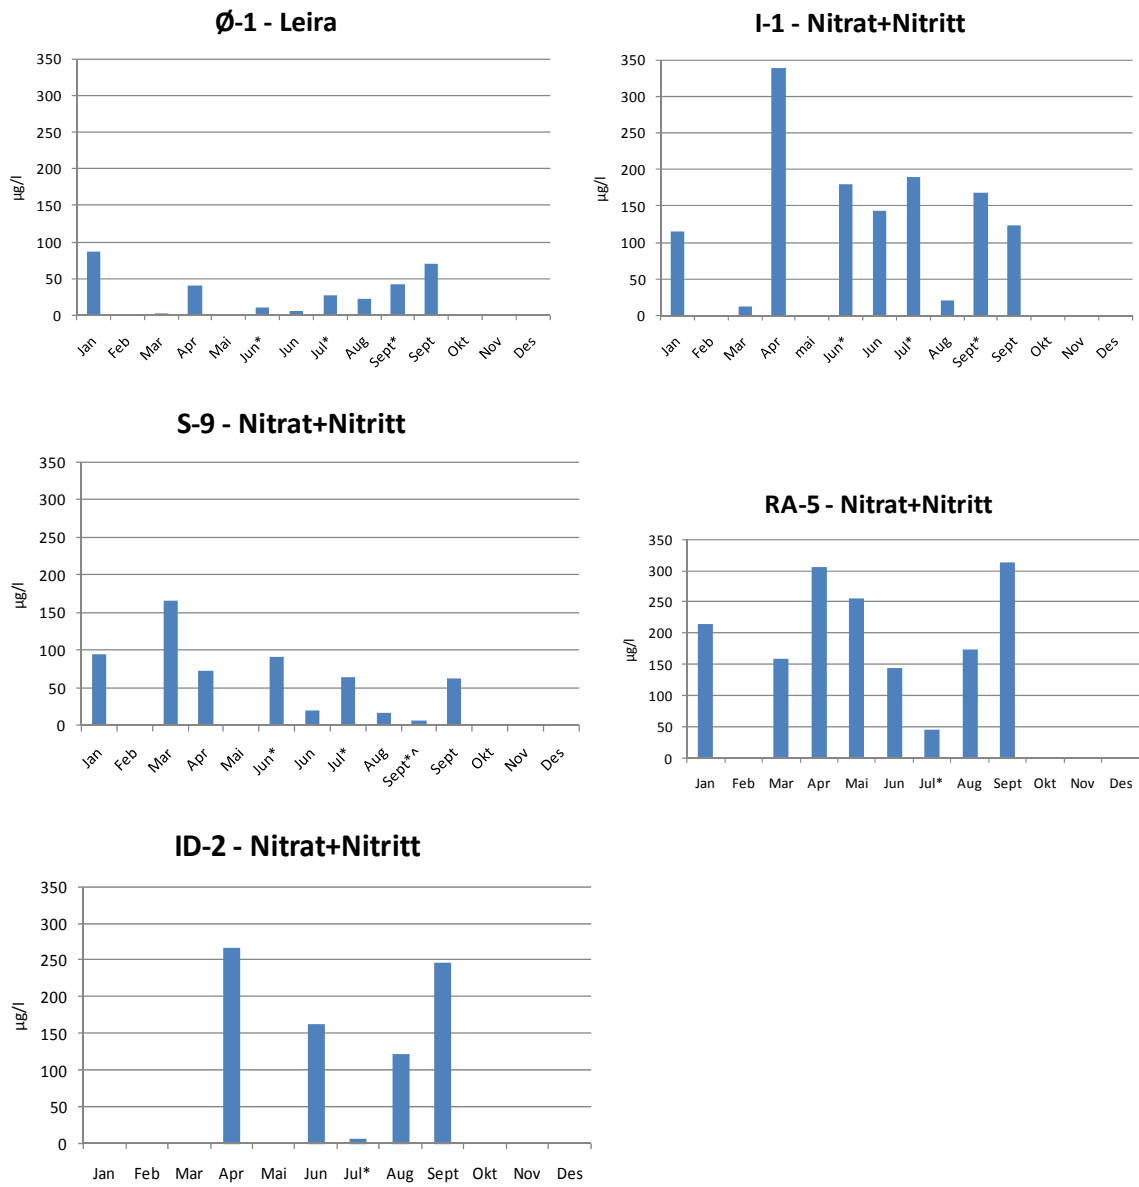 Ø-1 - Leira
350
300
250
200
150
100
50
0
µg/l
Jan Feb Mar Apr Mai Jun* Jun Jul* Aug Sept* Sept Okt Nov Des
I-1 - Nitrat+Nitritt
350
300
250
200
150
100
50
0
µg/l
Jan Feb Mar Apr mai Jun* Jun Jul* Aug Sept* Sept Okt Nov Des
S-9 - Nitrat+Nitritt
350
300
250
200
150
100
50
0
µg/l
Jan Feb Mar Apr Mai Jun* Jun Jul* Aug Sept*^ Sept Okt Nov Des
RA-5 - Nitrat+Nitritt
350
300
250
200
150
100
50
0
µg/l
Jan Feb Mar Apr Mai Jun Jul* Aug Sept Okt Nov Des
ID-2 - Nitrat+Nitritt
350
300
250
200
150
100
50
0
µg/l
Jan Feb Mar Apr Mai Jun Jul* Aug Sept Okt Nov Des